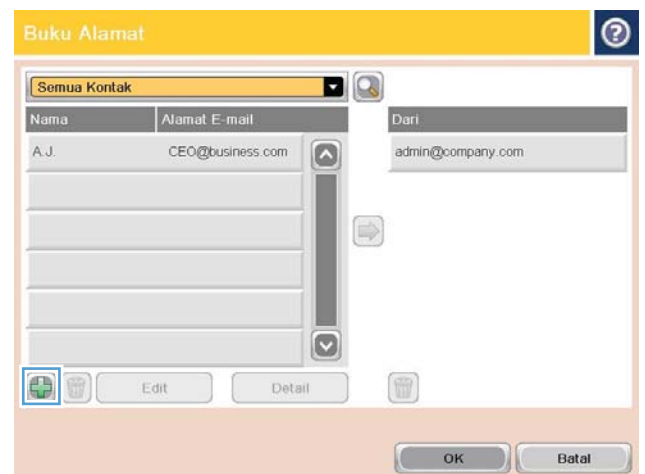 Buku Alamat
Semua Kontak
Nama Alamat E-mail Dari
A.J. CEO@business.com admin@company.com
Edit Detail
OK Batal